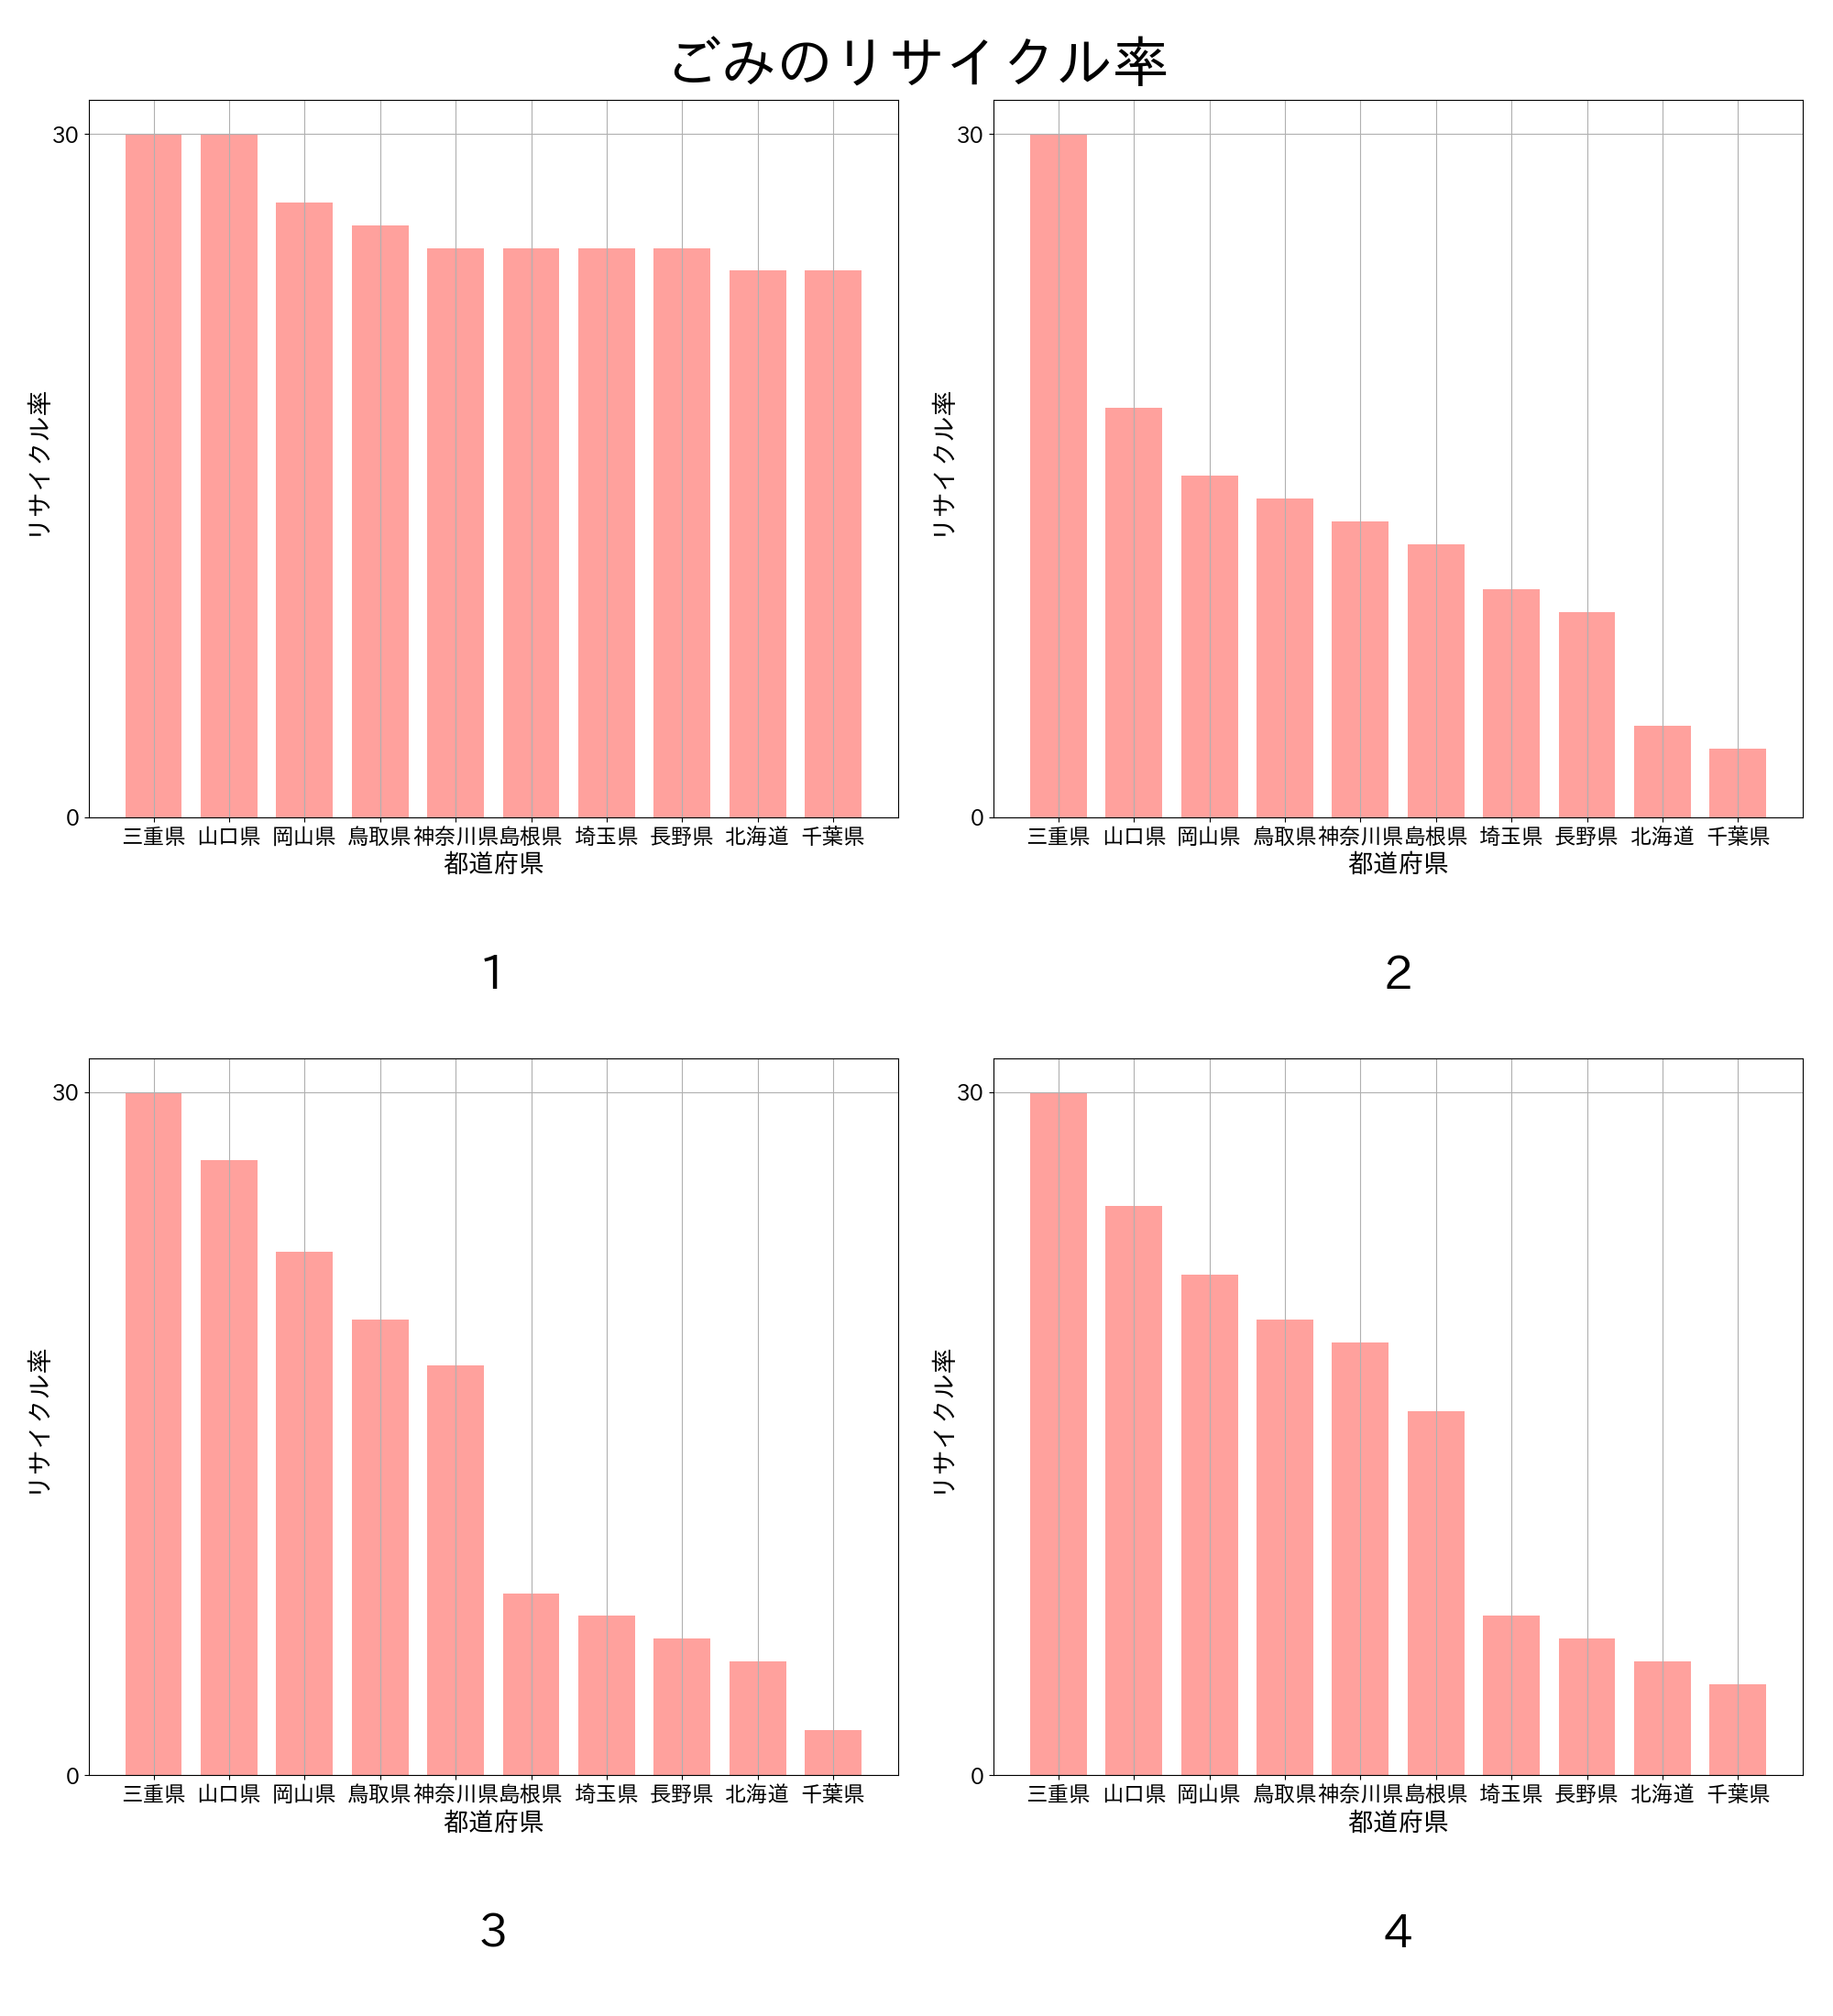 ごみのリサイクル率
30
0
リサイクル率
三重県 山口県 岡山県 鳥取県 神奈川県 島根県 埼玉県 長野県 北海道 千葉県
都道府県
1
30
0
リサイクル率
三重県 山口県 岡山県 鳥取県 神奈川県 島根県 埼玉県 長野県 北海道 千葉県
都道府県
2
30
0
リサイクル率
三重県 山口県 岡山県 鳥取県 神奈川県 島根県 埼玉県 長野県 北海道 千葉県
都道府県
3
30
0
リサイクル率
三重県 山口県 岡山県 鳥取県 神奈川県 島根県 埼玉県 長野県 北海道 千葉県
都道府県
4